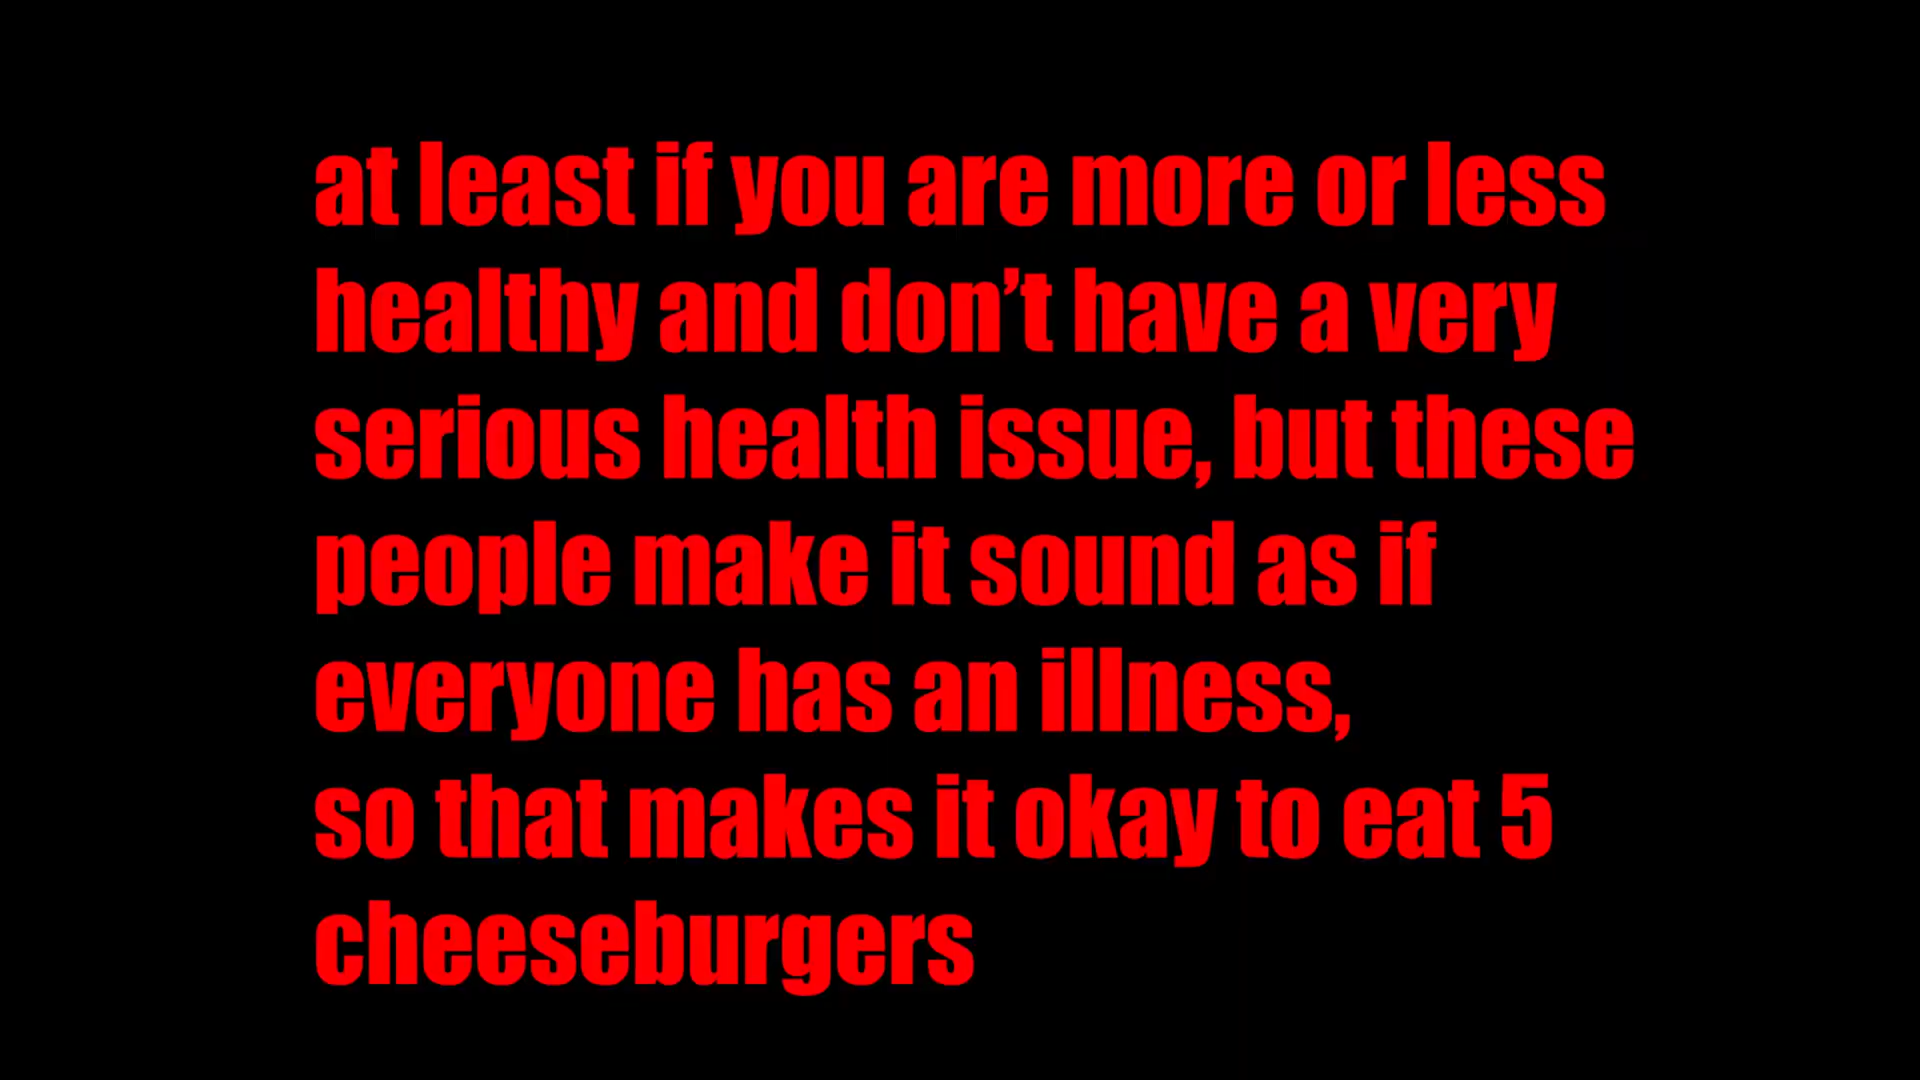 at least if you are more or less
healthy and don’t have a very
serious health issue, but these
people make it sound as if
everyone has an illness,
so that makes it okay to eat 5
cheeseburgers